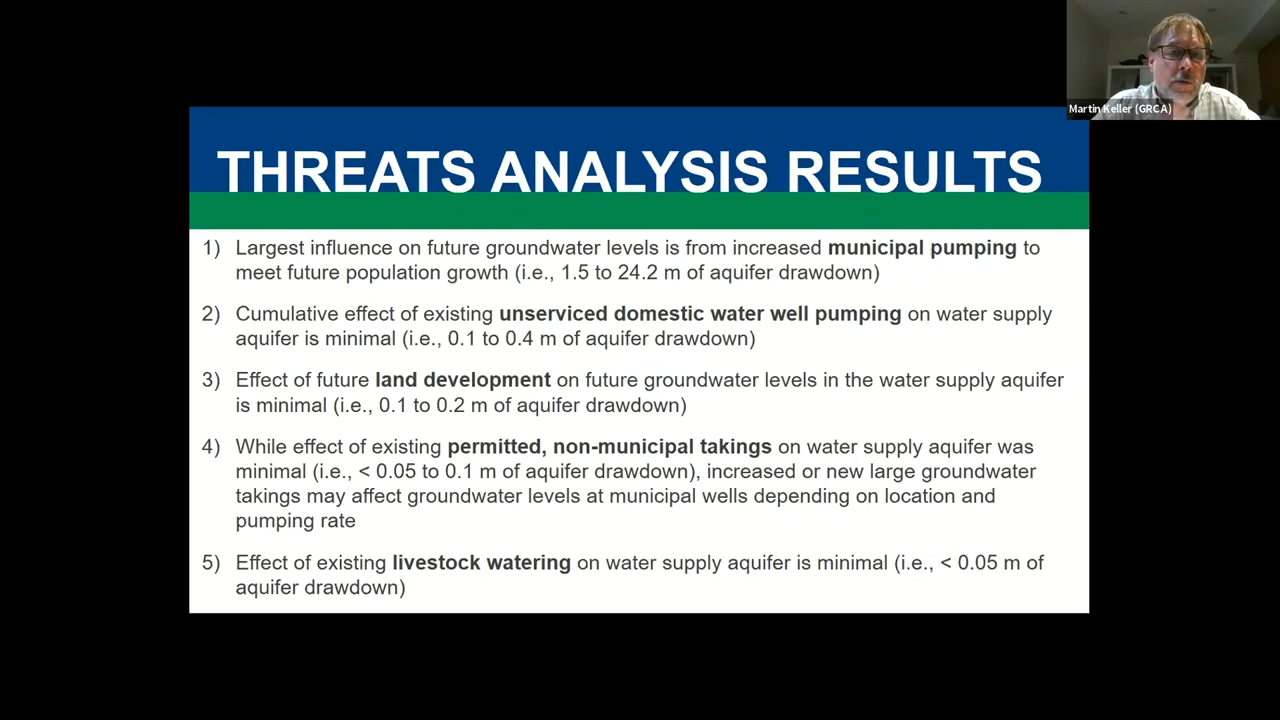 Martin Keller (GRCA)
THREATS ANALYSIS RESULTS
1) Largest influence on future groundwater levels is from increased municipal pumping to
meet future population growth (i.e., 1.5 to 24.2 m of aquifer drawdown)
2) Cumulative effect of existing unserviced domestic water well pumping on water supply
aquifer is minimal (i.e., 0.1 to 0.4 m of aquifer drawdown)
3) Effect of future land development on future groundwater levels in the water supply aquifer
is minimal (i.e., 0.1 to 0.2 m of aquifer drawdown)
4) While effect of existing permitted, non-municipal takings on water supply aquifer was
minimal (i.e., < 0.05 to 0.1 m of aquifer drawdown), increased or new large groundwater
takings may affect groundwater levels at municipal wells depending on location and
pumping rate
5) Effect of existing livestock watering on water supply aquifer is minimal (i.e., < 0.05 m of
aquifer drawdown)